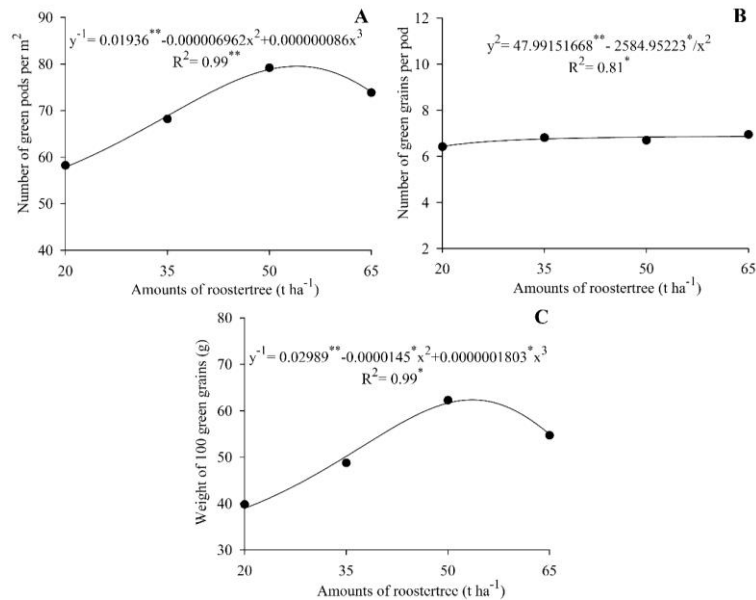 A
y⁻¹= 0.01936**-0.000006962x²+0.000000086x³
R²= 0.99**
Number of green pods per m²
90
80
70
60
50
40
20 35 50 65
Amounts of roostertree (t ha⁻¹)
B
y²= 47.99151668**- 2584.95223*/x²
R²= 0.81*
Number of green grains per pod
12
10
8
6
4
2
20 35 50 65
Amounts of roostertree (t ha⁻¹)
C
y⁻¹= 0.02989**-0.0000145*x²+0.0000001803*x³
R²= 0.99*
Weight of 100 green grains (g)
80
70
60
50
40
30
20 35 50 65
Amounts of roostertree (t ha⁻¹)